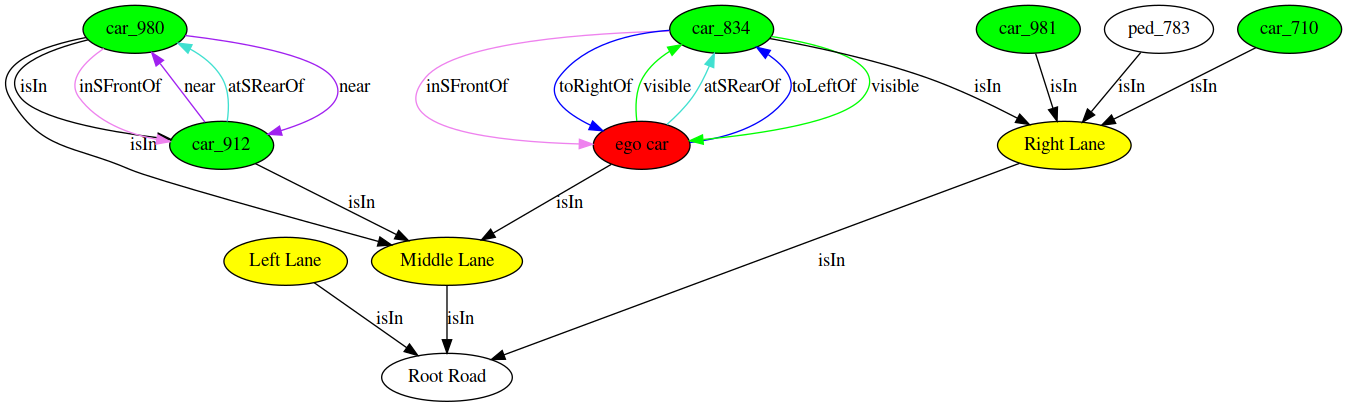 car_980
car_834
car_981
ped_783
car_710
isIn
inSFrontOf
near
atSRearOf
near
inSFrontOf
toRightOf
visible
atSRearOf
toLeftOf
visible
isIn
isIn
isIn
isIn
isIn
car_912
ego car
Right Lane
isIn
isIn
Left Lane
Middle Lane
isIn
isIn
isIn
Root Road